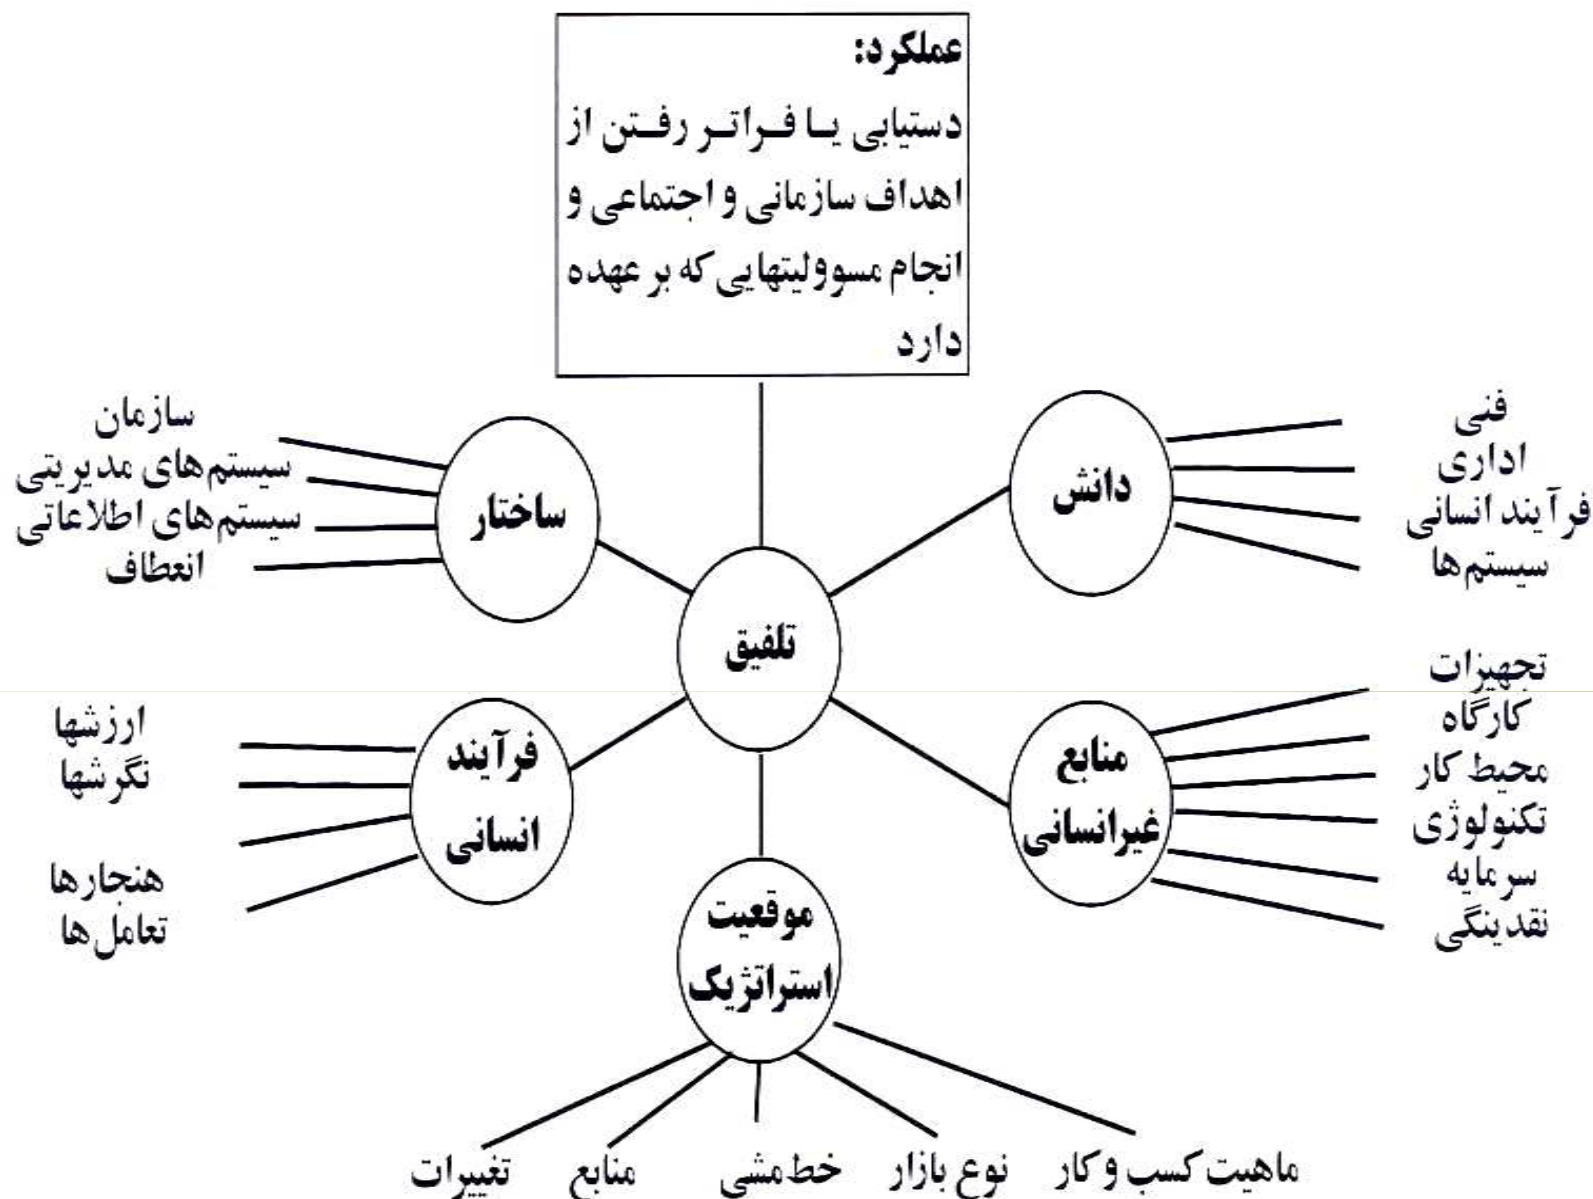 عملکرد:
دستیابی یا فراتر رفتن از
اهداف سازمانی و اجتماعی و
انجام مسوولیتهایی که بر عهده
دارد
دانش
فنی
اداری
فرآیند انسانی
سیستم‌ها
ساختار
سازمان
سیستم‌های مدیریتی
سیستم‌های اطلاعاتی
انعطاف
تلفیق
منابع
غیرانسانی
تجهیزات
کارگاه
محیط کار
تکنولوژی
سرمایه
نقدینگی
فرآیند
انسانی
ارزشها
نگرشها
هنجارها
تعامل‌ها
موقعیت
استراتژیک
ماهیت کسب و کار
نوع بازار
خط‌مشی
منابع
تغییرات